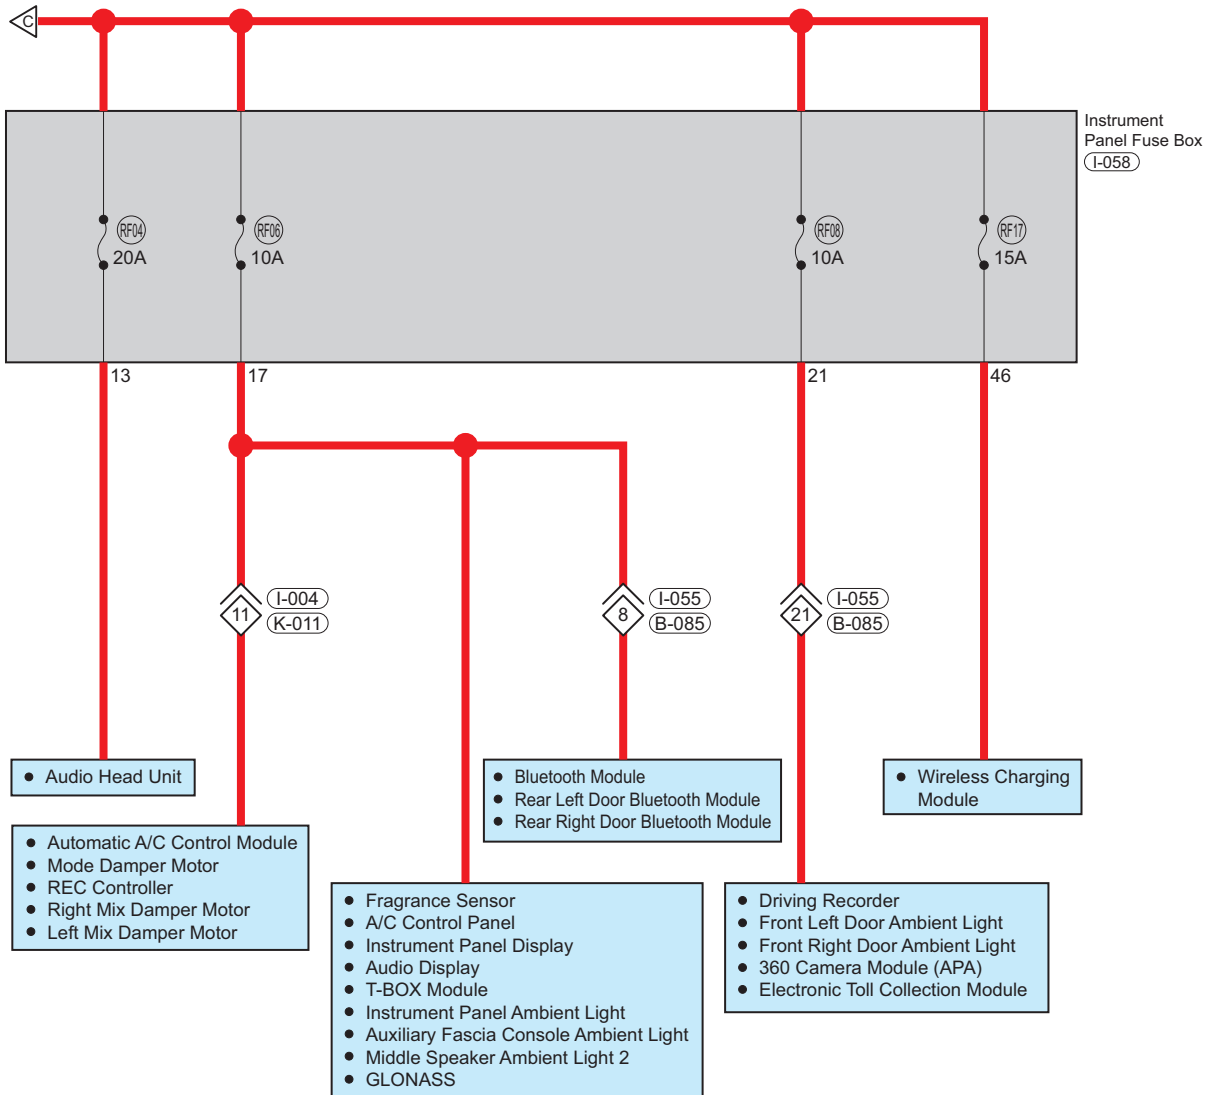 C
Instrument
Panel Fuse Box
I-058
RF04
20A
RF06
10A
RF08
10A
RF17
15A
13
17
21
46
11
I-004
K-011
8
I-055
B-085
21
I-055
B-085
● Audio Head Unit
● Automatic A/C Control Module
● Mode Damper Motor
● REC Controller
● Right Mix Damper Motor
● Left Mix Damper Motor
● Fragrance Sensor
● A/C Control Panel
● Instrument Panel Display
● Audio Display
● T-BOX Module
● Instrument Panel Ambient Light
● Auxiliary Fascia Console Ambient Light
● Middle Speaker Ambient Light 2
● GLONASS
● Bluetooth Module
● Rear Left Door Bluetooth Module
● Rear Right Door Bluetooth Module
● Driving Recorder
● Front Left Door Ambient Light
● Front Right Door Ambient Light
● 360 Camera Module (APA)
● Electronic Toll Collection Module
● Wireless Charging
Module